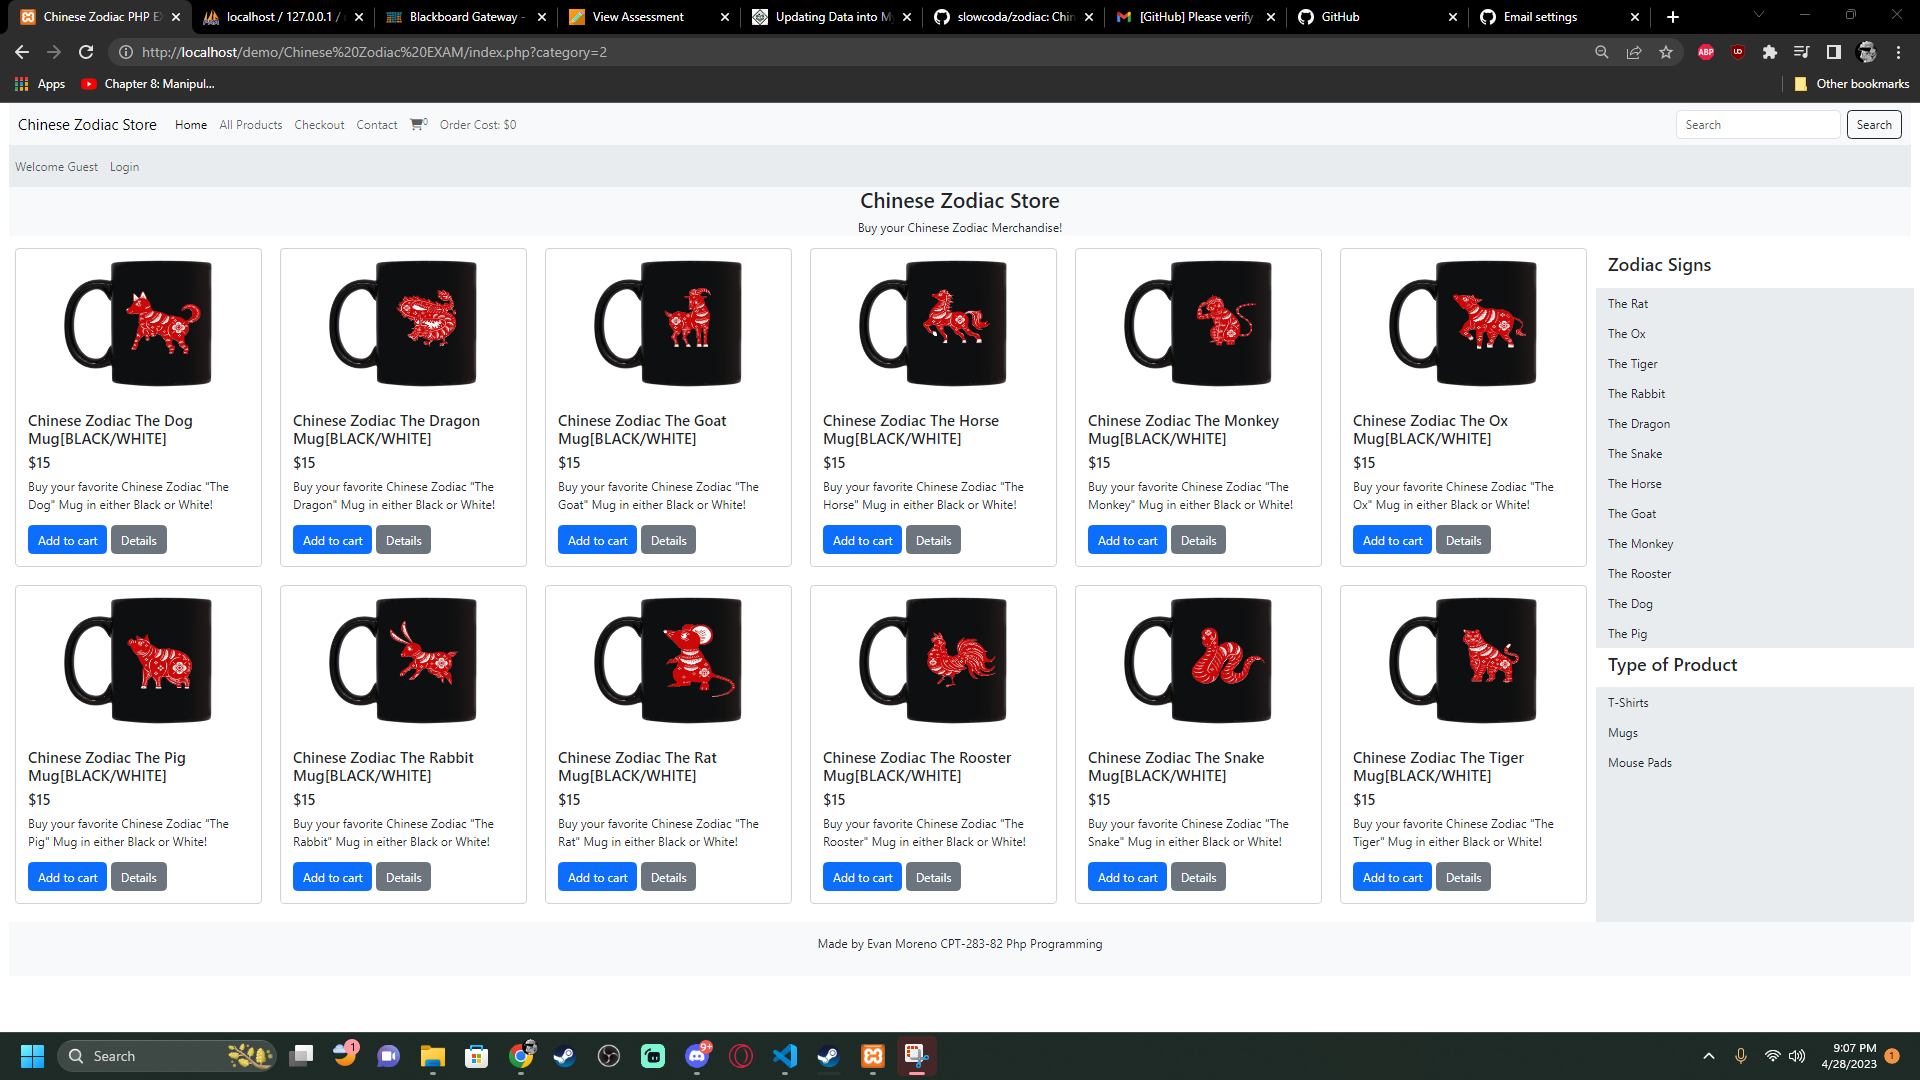 Chinese Zodiac PHP EX
localhost / 127.0.0.1 /
Blackboard Gateway -
View Assessment
Updating Data into M
slowcoda/zodiac: Chin
[GitHub] Please verify
GitHub
Email settings
http://localhost/demo/Chinese%20Zodiac%20EXAM/index.php?category=2
ABP
Apps
Chapter 8: Manipul...
Other bookmarks
Chinese Zodiac Store
Home
All Products
Checkout
Contact
0
Order Cost: $0
Search
Search
Welcome Guest
Login
Chinese Zodiac Store
Buy your Chinese Zodiac Merchandise!
Chinese Zodiac The Dog
Mug[BLACK/WHITE]
$15
Buy your favorite Chinese Zodiac "The
Dog" Mug in either Black or White!
Add to cart
Details
Chinese Zodiac The Dragon
Mug[BLACK/WHITE]
$15
Buy your favorite Chinese Zodiac "The
Dragon" Mug in either Black or White!
Add to cart
Details
Chinese Zodiac The Goat
Mug[BLACK/WHITE]
$15
Buy your favorite Chinese Zodiac "The
Goat" Mug in either Black or White!
Add to cart
Details
Chinese Zodiac The Horse
Mug[BLACK/WHITE]
$15
Buy your favorite Chinese Zodiac "The
Horse" Mug in either Black or White!
Add to cart
Details
Chinese Zodiac The Monkey
Mug[BLACK/WHITE]
$15
Buy your favorite Chinese Zodiac "The
Monkey" Mug in either Black or White!
Add to cart
Details
Chinese Zodiac The Ox
Mug[BLACK/WHITE]
$15
Buy your favorite Chinese Zodiac "The
Ox" Mug in either Black or White!
Add to cart
Details
Chinese Zodiac The Pig
Mug[BLACK/WHITE]
$15
Buy your favorite Chinese Zodiac "The
Pig" Mug in either Black or White!
Add to cart
Details
Chinese Zodiac The Rabbit
Mug[BLACK/WHITE]
$15
Buy your favorite Chinese Zodiac "The
Rabbit" Mug in either Black or White!
Add to cart
Details
Chinese Zodiac The Rat
Mug[BLACK/WHITE]
$15
Buy your favorite Chinese Zodiac "The
Rat" Mug in either Black or White!
Add to cart
Details
Chinese Zodiac The Rooster
Mug[BLACK/WHITE]
$15
Buy your favorite Chinese Zodiac "The
Rooster" Mug in either Black or White!
Add to cart
Details
Chinese Zodiac The Snake
Mug[BLACK/WHITE]
$15
Buy your favorite Chinese Zodiac "The
Snake" Mug in either Black or White!
Add to cart
Details
Chinese Zodiac The Tiger
Mug[BLACK/WHITE]
$15
Buy your favorite Chinese Zodiac "The
Tiger" Mug in either Black or White!
Add to cart
Details
Zodiac Signs
The Rat
The Ox
The Tiger
The Rabbit
The Dragon
The Snake
The Horse
The Goat
The Monkey
The Rooster
The Dog
The Pig
Type of Product
T-Shirts
Mugs
Mouse Pads
Made by Evan Moreno CPT-283-82 Php Programming
Search
1
9+
9:07 PM
4/28/2023
1